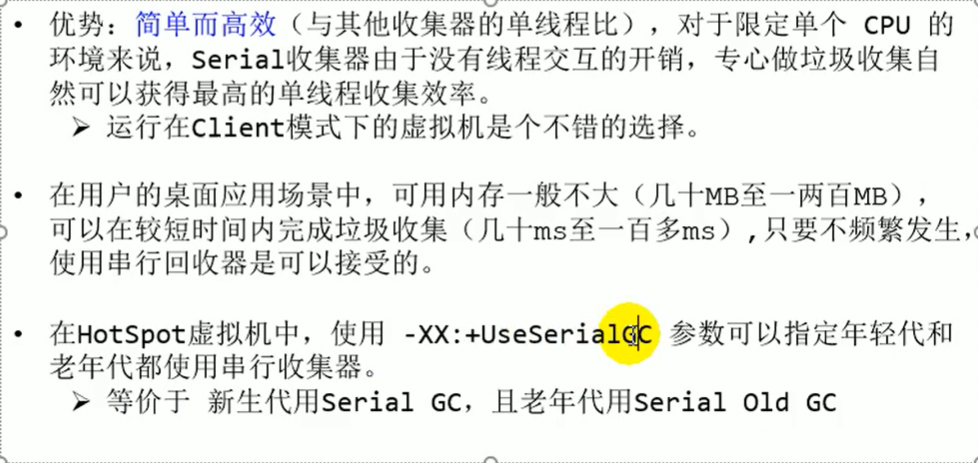 • 优势：简单而高效（与其他收集器的单线程比），对于限定单个 CPU 的
环境来说，Serial收集器由于没有线程交互的开销，专心做垃圾收集自
然可以获得最高的单线程收集效率。
➢ 运行在Client模式下的虚拟机是个不错的选择。
• 在用户的桌面应用场景中，可用内存一般不大（几十MB至一两百MB），
可以在较短时间内完成垃圾收集（几十ms至一百多ms）,只要不频繁发生，
使用串行回收器是可以接受的。
• 在HotSpot虚拟机中，使用 -XX:+UseSerialGC 参数可以指定年轻代和
老年代都使用串行收集器。
➢ 等价于 新生代用Serial GC，且老年代用Serial Old GC